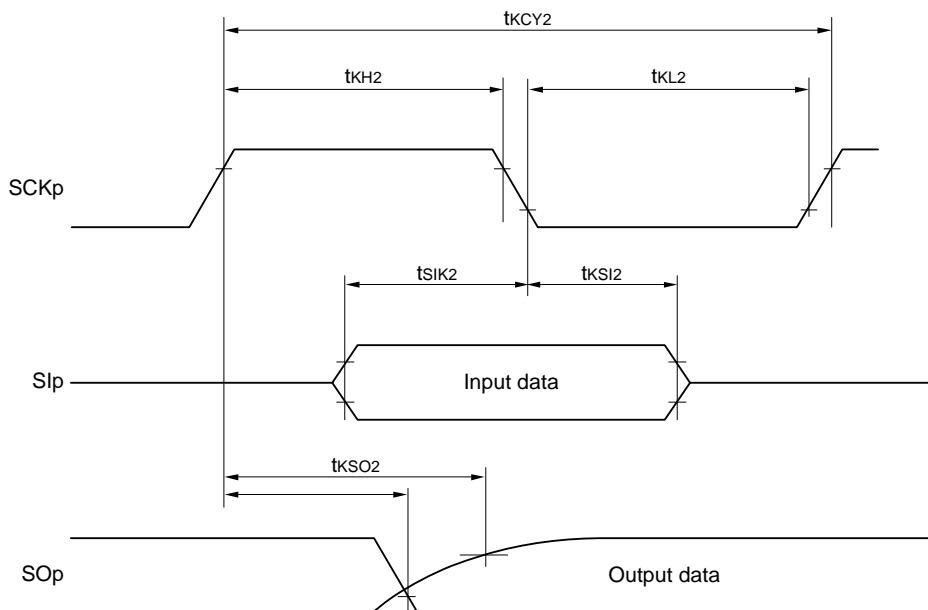 tKCY2
tKH2
tKL2
SCKp
tSIK2
tKSI2
SIp
Input data
tKSO2
SOp
Output data